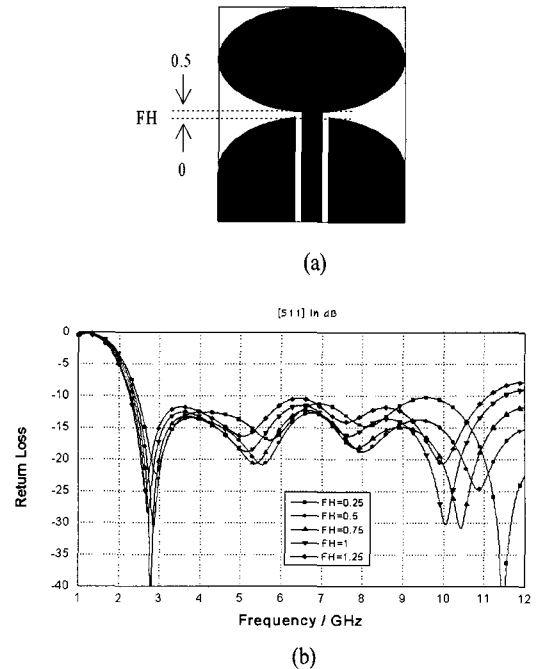 0.5
FH
0
(a)
[S11] in dB
0
-5
-10
-15
-20
-25
-30
-35
-40
Return Loss
FH=0.25
FH=0.5
FH=0.75
FH=1
FH=1.25
1 2 3 4 5 6 7 8 9 10 11 12
Frequency / GHz
(b)